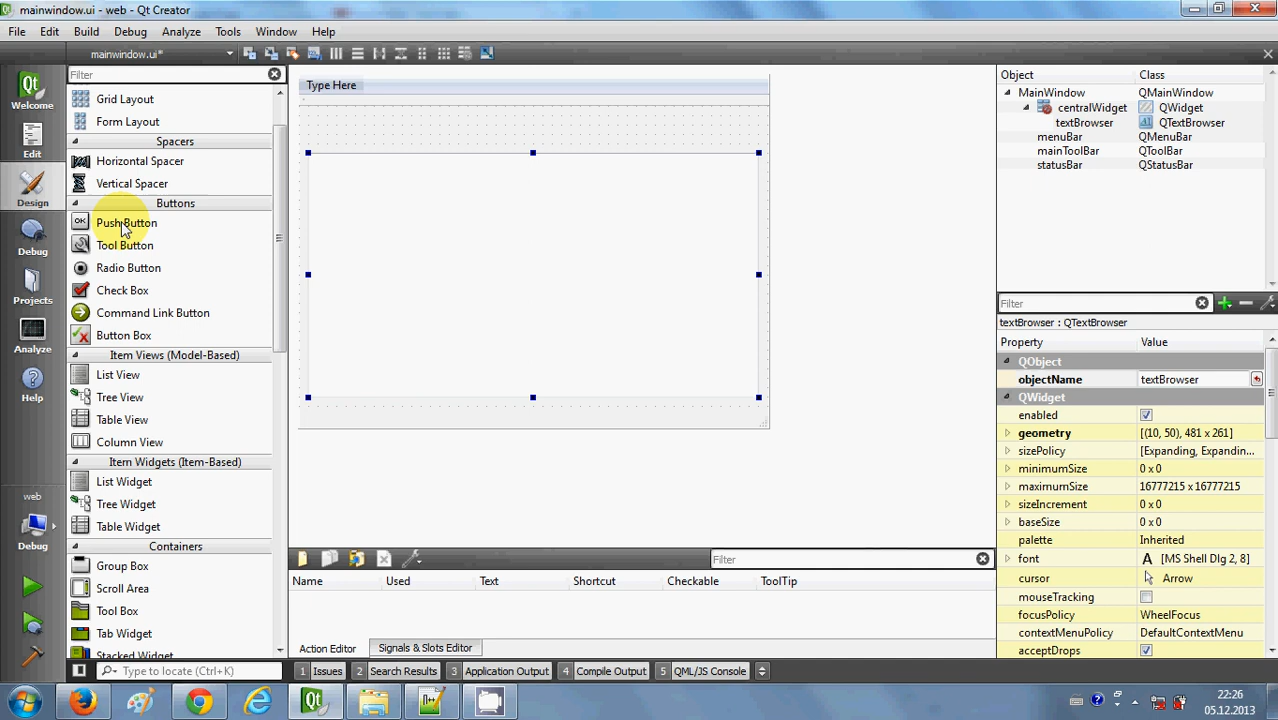 mainwindow.ui - web - Qt Creator
File Edit Build Debug Analyze Tools Window Help
mainwindow.ui*
Filter
Welcome
Edit
Design
Debug
Projects
Analyze
Help
web
Debug
Grid Layout
Form Layout
Spacers
Horizontal Spacer
Vertical Spacer
Buttons
OK Push Button
Tool Button
Radio Button
Check Box
Command Link Button
Button Box
Item Views (Model-Based)
List View
Tree View
Table View
Column View
Item Widgets (Item-Based)
List Widget
Tree Widget
Table Widget
Containers
Group Box
Scroll Area
Tool Box
Tab Widget
Stacked Widget
Type Here
Filter
Name Used Text Shortcut Checkable ToolTip
Action Editor Signals & Slots Editor
Object Class
MainWindow QMainWindow
centralWidget QWidget
textBrowser QTextBrowser
menuBar QMenuBar
mainToolBar QToolBar
statusBar QStatusBar
Filter
textBrowser : QTextBrowser
Property Value
QObject
objectName textBrowser
QWidget
enabled
geometry [(10, 50), 481 x 261]
sizePolicy [Expanding, Expandin...
minimumSize 0 x 0
maximumSize 16777215 x 16777215
sizeIncrement 0 x 0
baseSize 0 x 0
palette Inherited
font A [MS Shell Dlg 2, 8]
cursor Arrow
mouseTracking
focusPolicy WheelFocus
contextMenuPolicy DefaultContextMenu
acceptDrops
Type to locate (Ctrl+K) 1 Issues 2 Search Results 3 Application Output 4 Compile Output 5 QML/JS Console
22:26
05.12.2013